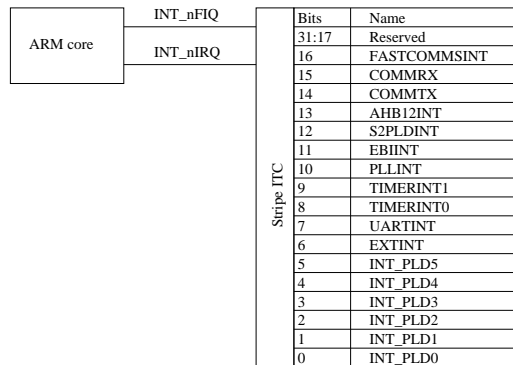 INT_nFIQ
ARM core
INT_nIRQ
Stripe ITC
Bits Name
31:17 Reserved
16 FASTCOMMSINT
15 COMMRX
14 COMMTX
13 AHB12INT
12 S2PLDINT
11 EBIINT
10 PLLINT
9 TIMERINT1
8 TIMERINT0
7 UARTINT
6 EXTINT
5 INT_PLD5
4 INT_PLD4
3 INT_PLD3
2 INT_PLD2
1 INT_PLD1
0 INT_PLD0